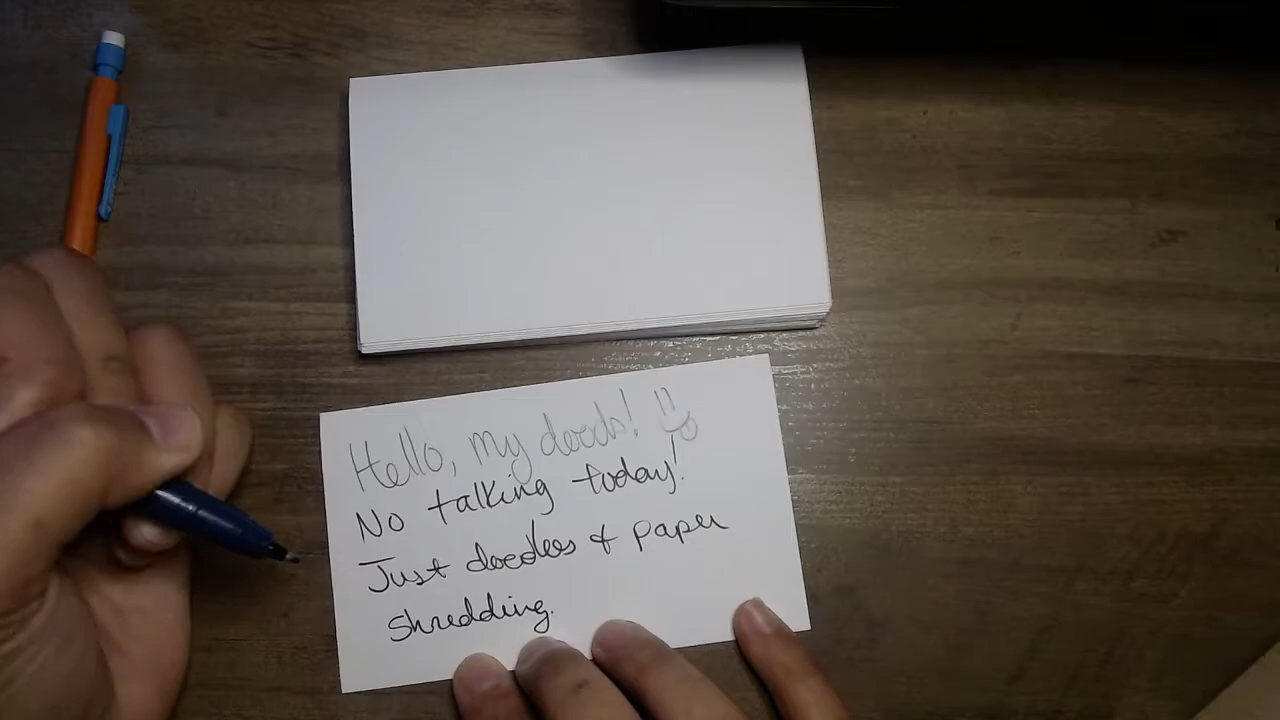 Hello, my doods!
No talking today!
Just doodles & paper
shredding.